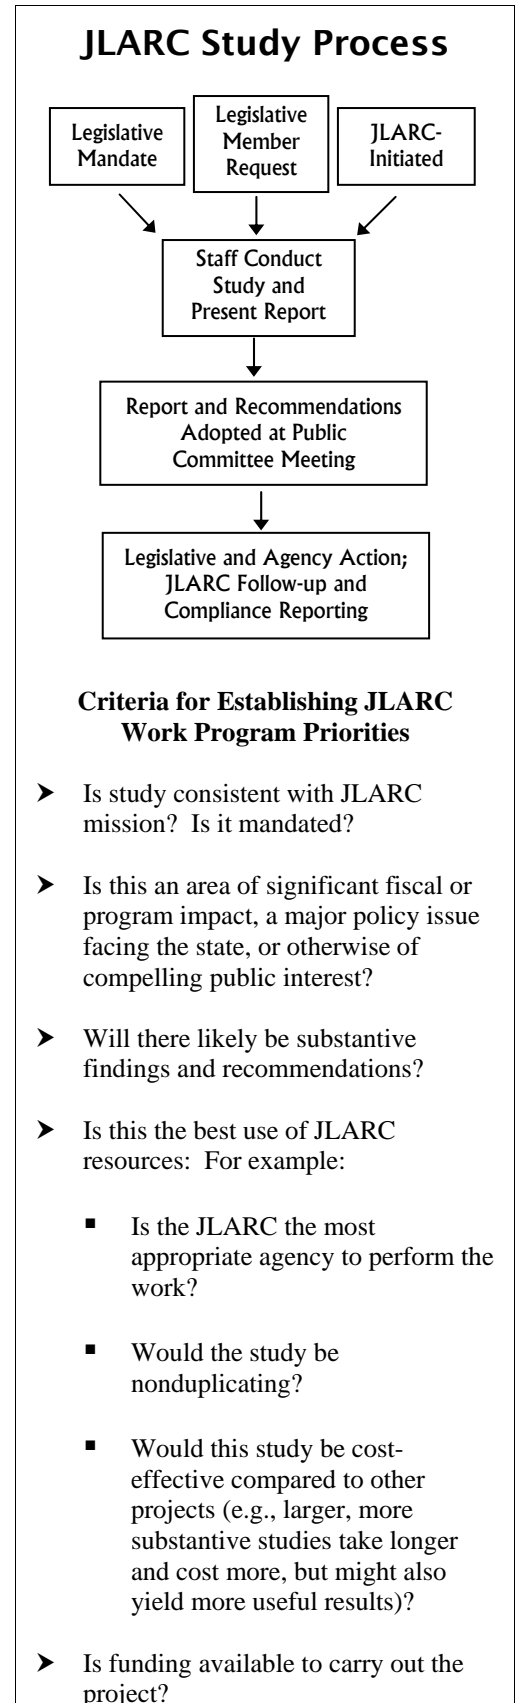 JLARC Study Process
Legislative
Mandate
Legislative
Member
Request
JLARC-
Initiated
Staff Conduct
Study and
Present Report
Report and Recommendations
Adopted at Public
Committee Meeting
Legislative and Agency Action;
JLARC Follow-up and
Compliance Reporting
Criteria for Establishing JLARC
Work Program Priorities
➤ Is study consistent with JLARC
mission? Is it mandated?
➤ Is this an area of significant fiscal or
program impact, a major policy issue
facing the state, or otherwise of
compelling public interest?
➤ Will there likely be substantive
findings and recommendations?
➤ Is this the best use of JLARC
resources: For example:
▪ Is the JLARC the most
appropriate agency to perform the
work?
▪ Would the study be
nonduplicating?
▪ Would this study be cost-
effective compared to other
projects (e.g., larger, more
substantive studies take longer
and cost more, but might also
yield more useful results)?
➤ Is funding available to carry out the
project?